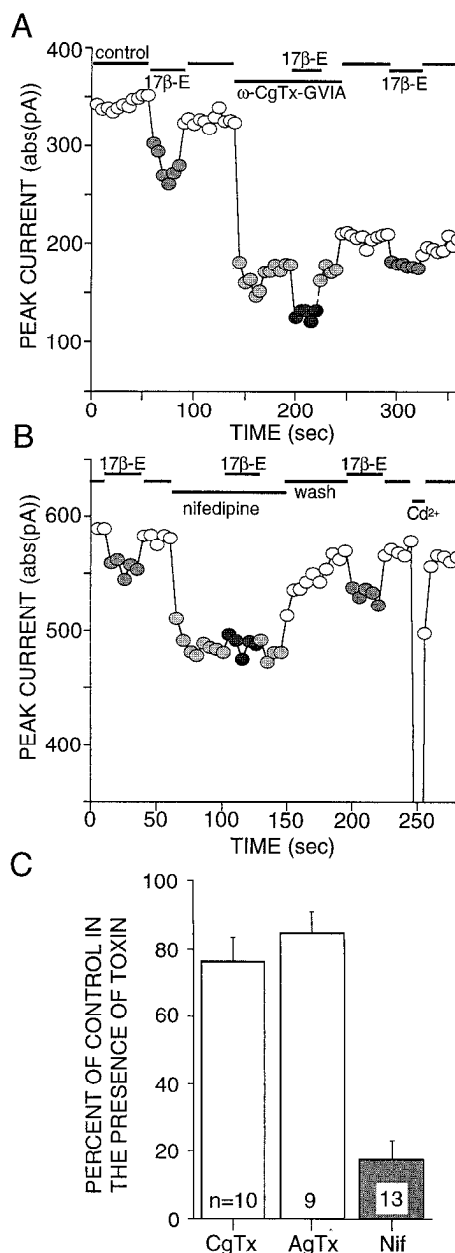 A
400
300
200
100
PEAK CURRENT (abs(pA))
control
17β-E
17β-E
ω-CgTx-GVIA
17β-E
0
100
200
300
TIME (sec)
B
600
500
400
PEAK CURRENT (abs(pA))
17β-E
17β-E
17β-E
nifedipine
wash
Cd²⁺
0
50
100
150
200
250
TIME (sec)
C
100
80
60
40
20
0
PERCENT OF CONTROL IN
THE PRESENCE OF TOXIN
n=10
9
13
CgTx
AgTx
Nif